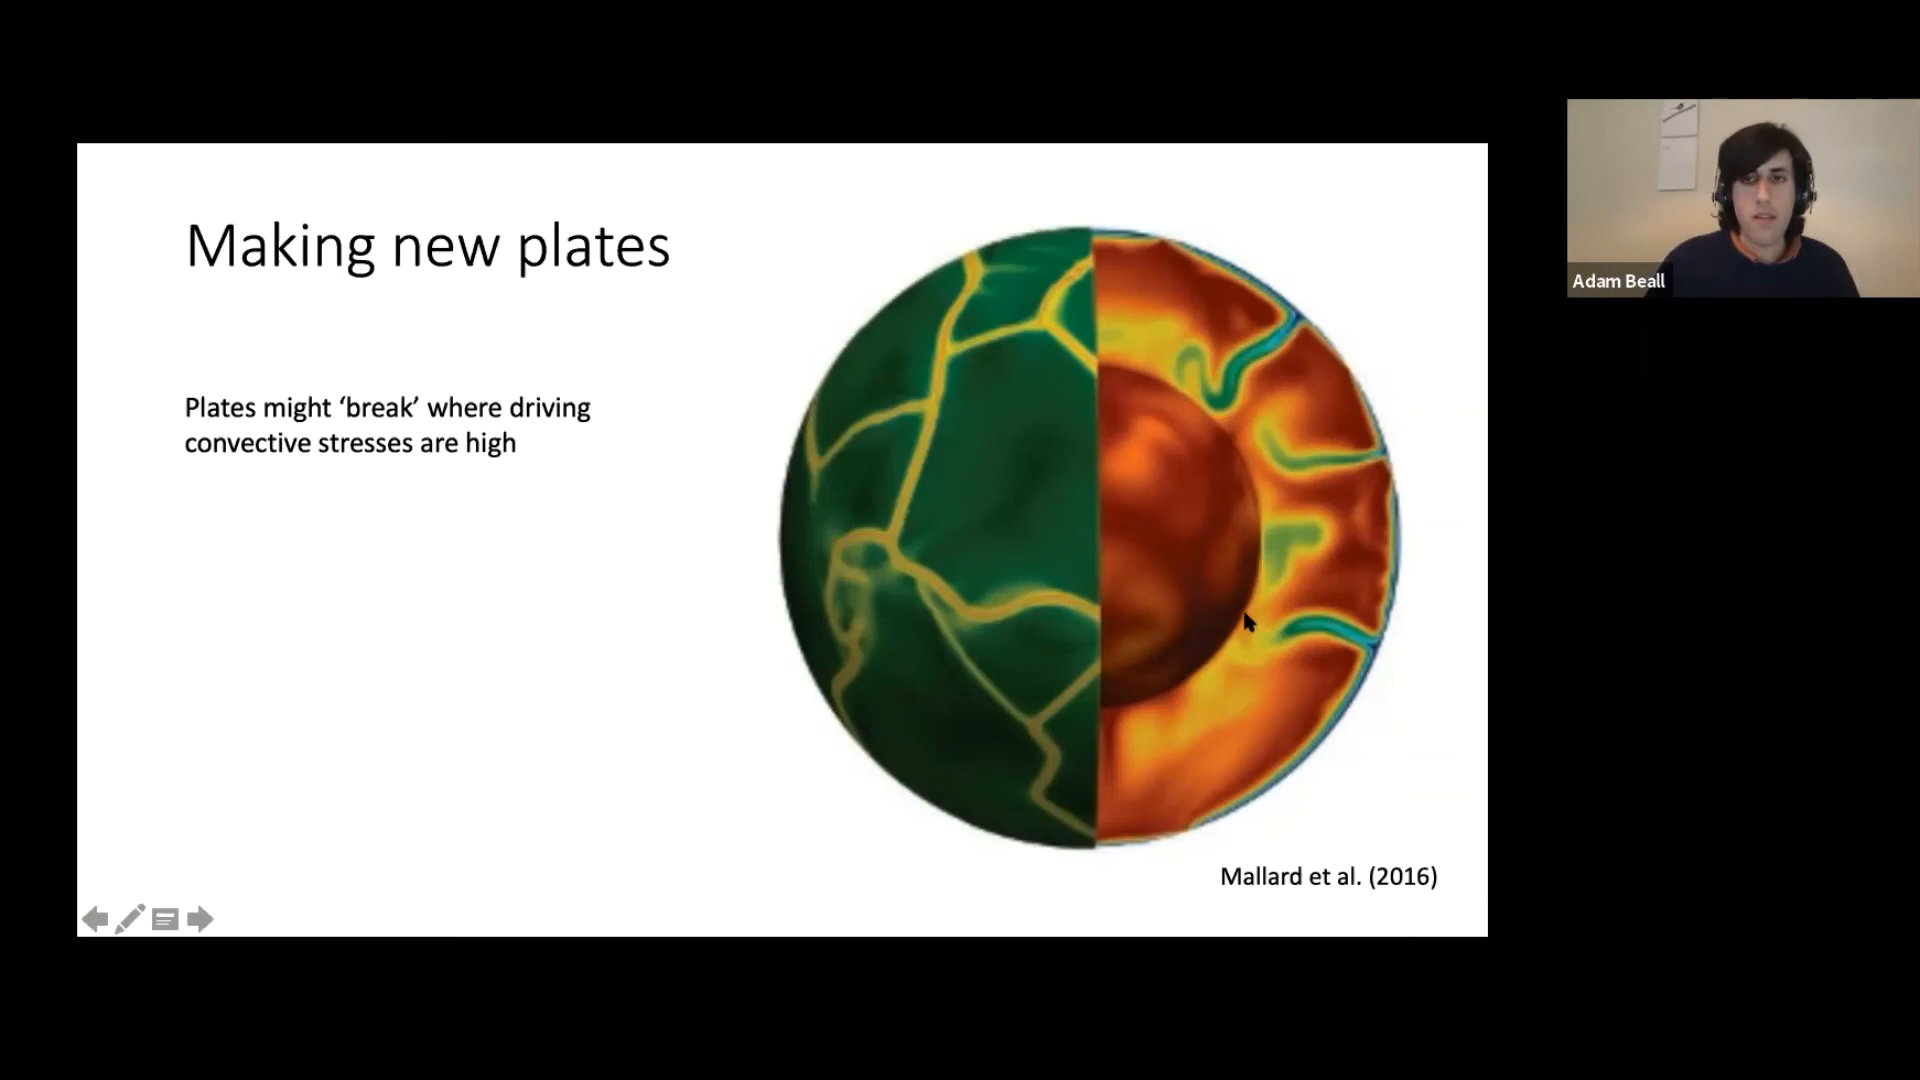 Making new plates
Plates might ‘break’ where driving
convective stresses are high
Mallard et al. (2016)
Adam Beall